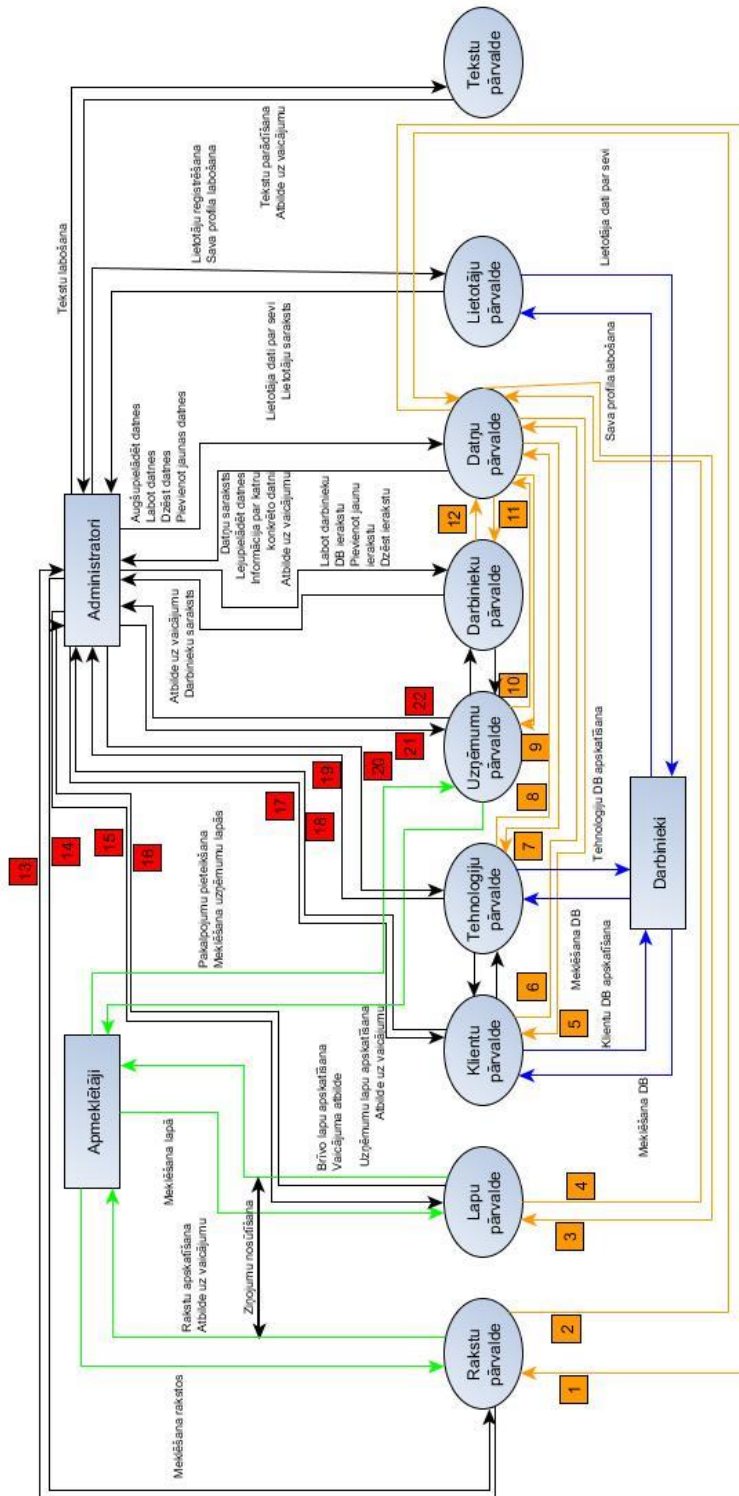 Tekstu labošana
Tekstu
pārvalde
Tekstu parādīšana
Atbilde uz vaicājumu
Lietotāju registrēšana
Sava profila labošana
Lietotāju
pārvalde
Lietotāja dati par sevi
Lietotāja dati par sevi
Lietotāju saraksts
Administratori
Augšupielādēt datnes
Labot datnes
Dzēst datnes
Pievienot jaunas datnes
Datņu
pārvalde
Sava profila labošana
Datņu saraksts
Lejupielādēt datnes
Informācija par katru
konkrēto datni
Atbilde uz vaicājumu
12
11
Labot darbinieku
DB ierakstu
Pievienot jaunu
ierakstu
Dzēst ierakstu
Darbinieku
pārvalde
Atbilde uz vaicājumu
Darbinieku saraksts
22
21
Uzņēmumu
pārvalde
10
9
20
19
18
17
8
7
Tehnologiju DB apskatīšana
Tehnologiju
pārvalde
Darbinieki
13
14
15
16
Pakalpojumu pieteikšana
Meklēšana uzņēmumu lapās
6
5
Meklēšana DB
Klientu DB apskatīšana
Klientu
pārvalde
Meklēšana DB
Apmeklētāji
Uzņēmumu lapu apskatīšana
Atbilde uz vaicājumu
Brīvo lapu apskatīšana
Vaicājuma atbilde
Meklēšana lapā
Lapu
pārvalde
4
3
Ziņojumu nosūtīšana
Rakstu apskatīšana
Atbilde uz vaicājumu
Rakstu
pārvalde
2
1
Meklēšana rakstos